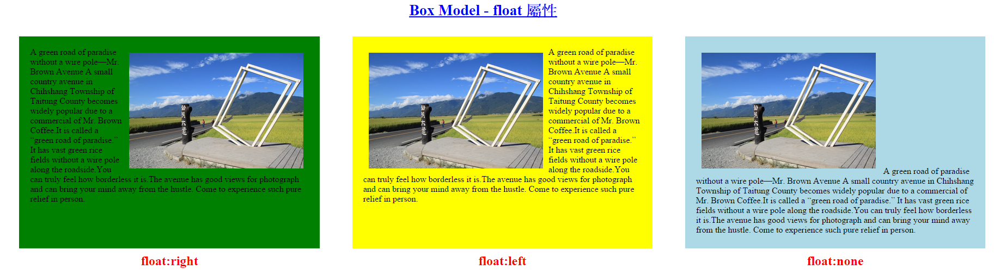 Box Model - float 屬性
A green road of paradise
without a wire pole—Mr.
Brown Avenue A small
country avenue in
Chihshang Township of
Taitung County becomes
widely popular due to a
commercial of Mr. Brown
Coffee.It is called a
“green road of paradise.”
It has vast green rice
fields without a wire pole
along the roadside.You
can truly feel how borderless it is.The avenue has good views for photograph
and can bring your mind away from the hustle. Come to experience such pure
relief in person.
伯朗大道
float:right
A green road of paradise
without a wire pole—Mr.
Brown Avenue A small
country avenue in
Chihshang Township of
Taitung County becomes
widely popular due to a
commercial of Mr. Brown
Coffee.It is called a
“green road of paradise.”
It has vast green rice
fields without a wire pole
along the roadside.You
can truly feel how borderless it is.The avenue has good views for photograph
and can bring your mind away from the hustle. Come to experience such pure
relief in person.
伯朗大道
float:left
伯朗大道
A green road of paradise
without a wire pole—Mr. Brown Avenue A small country avenue in Chihshang
Township of Taitung County becomes widely popular due to a commercial of
Mr. Brown Coffee.It is called a “green road of paradise.” It has vast green rice
fields without a wire pole along the roadside.You can truly feel how borderless
it is.The avenue has good views for photograph and can bring your mind away
from the hustle. Come to experience such pure relief in person.
float:none